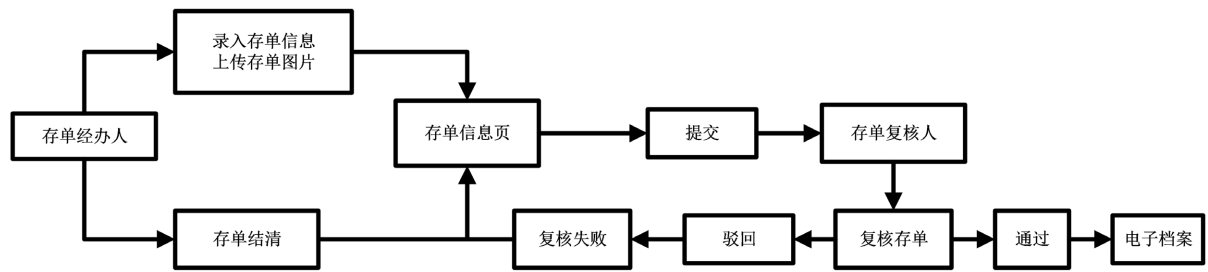 录入存单信息
上传存单图片
存单经办人
存单信息页
提交
存单复核人
存单结清
复核失败
驳回
复核存单
通过
电子档案